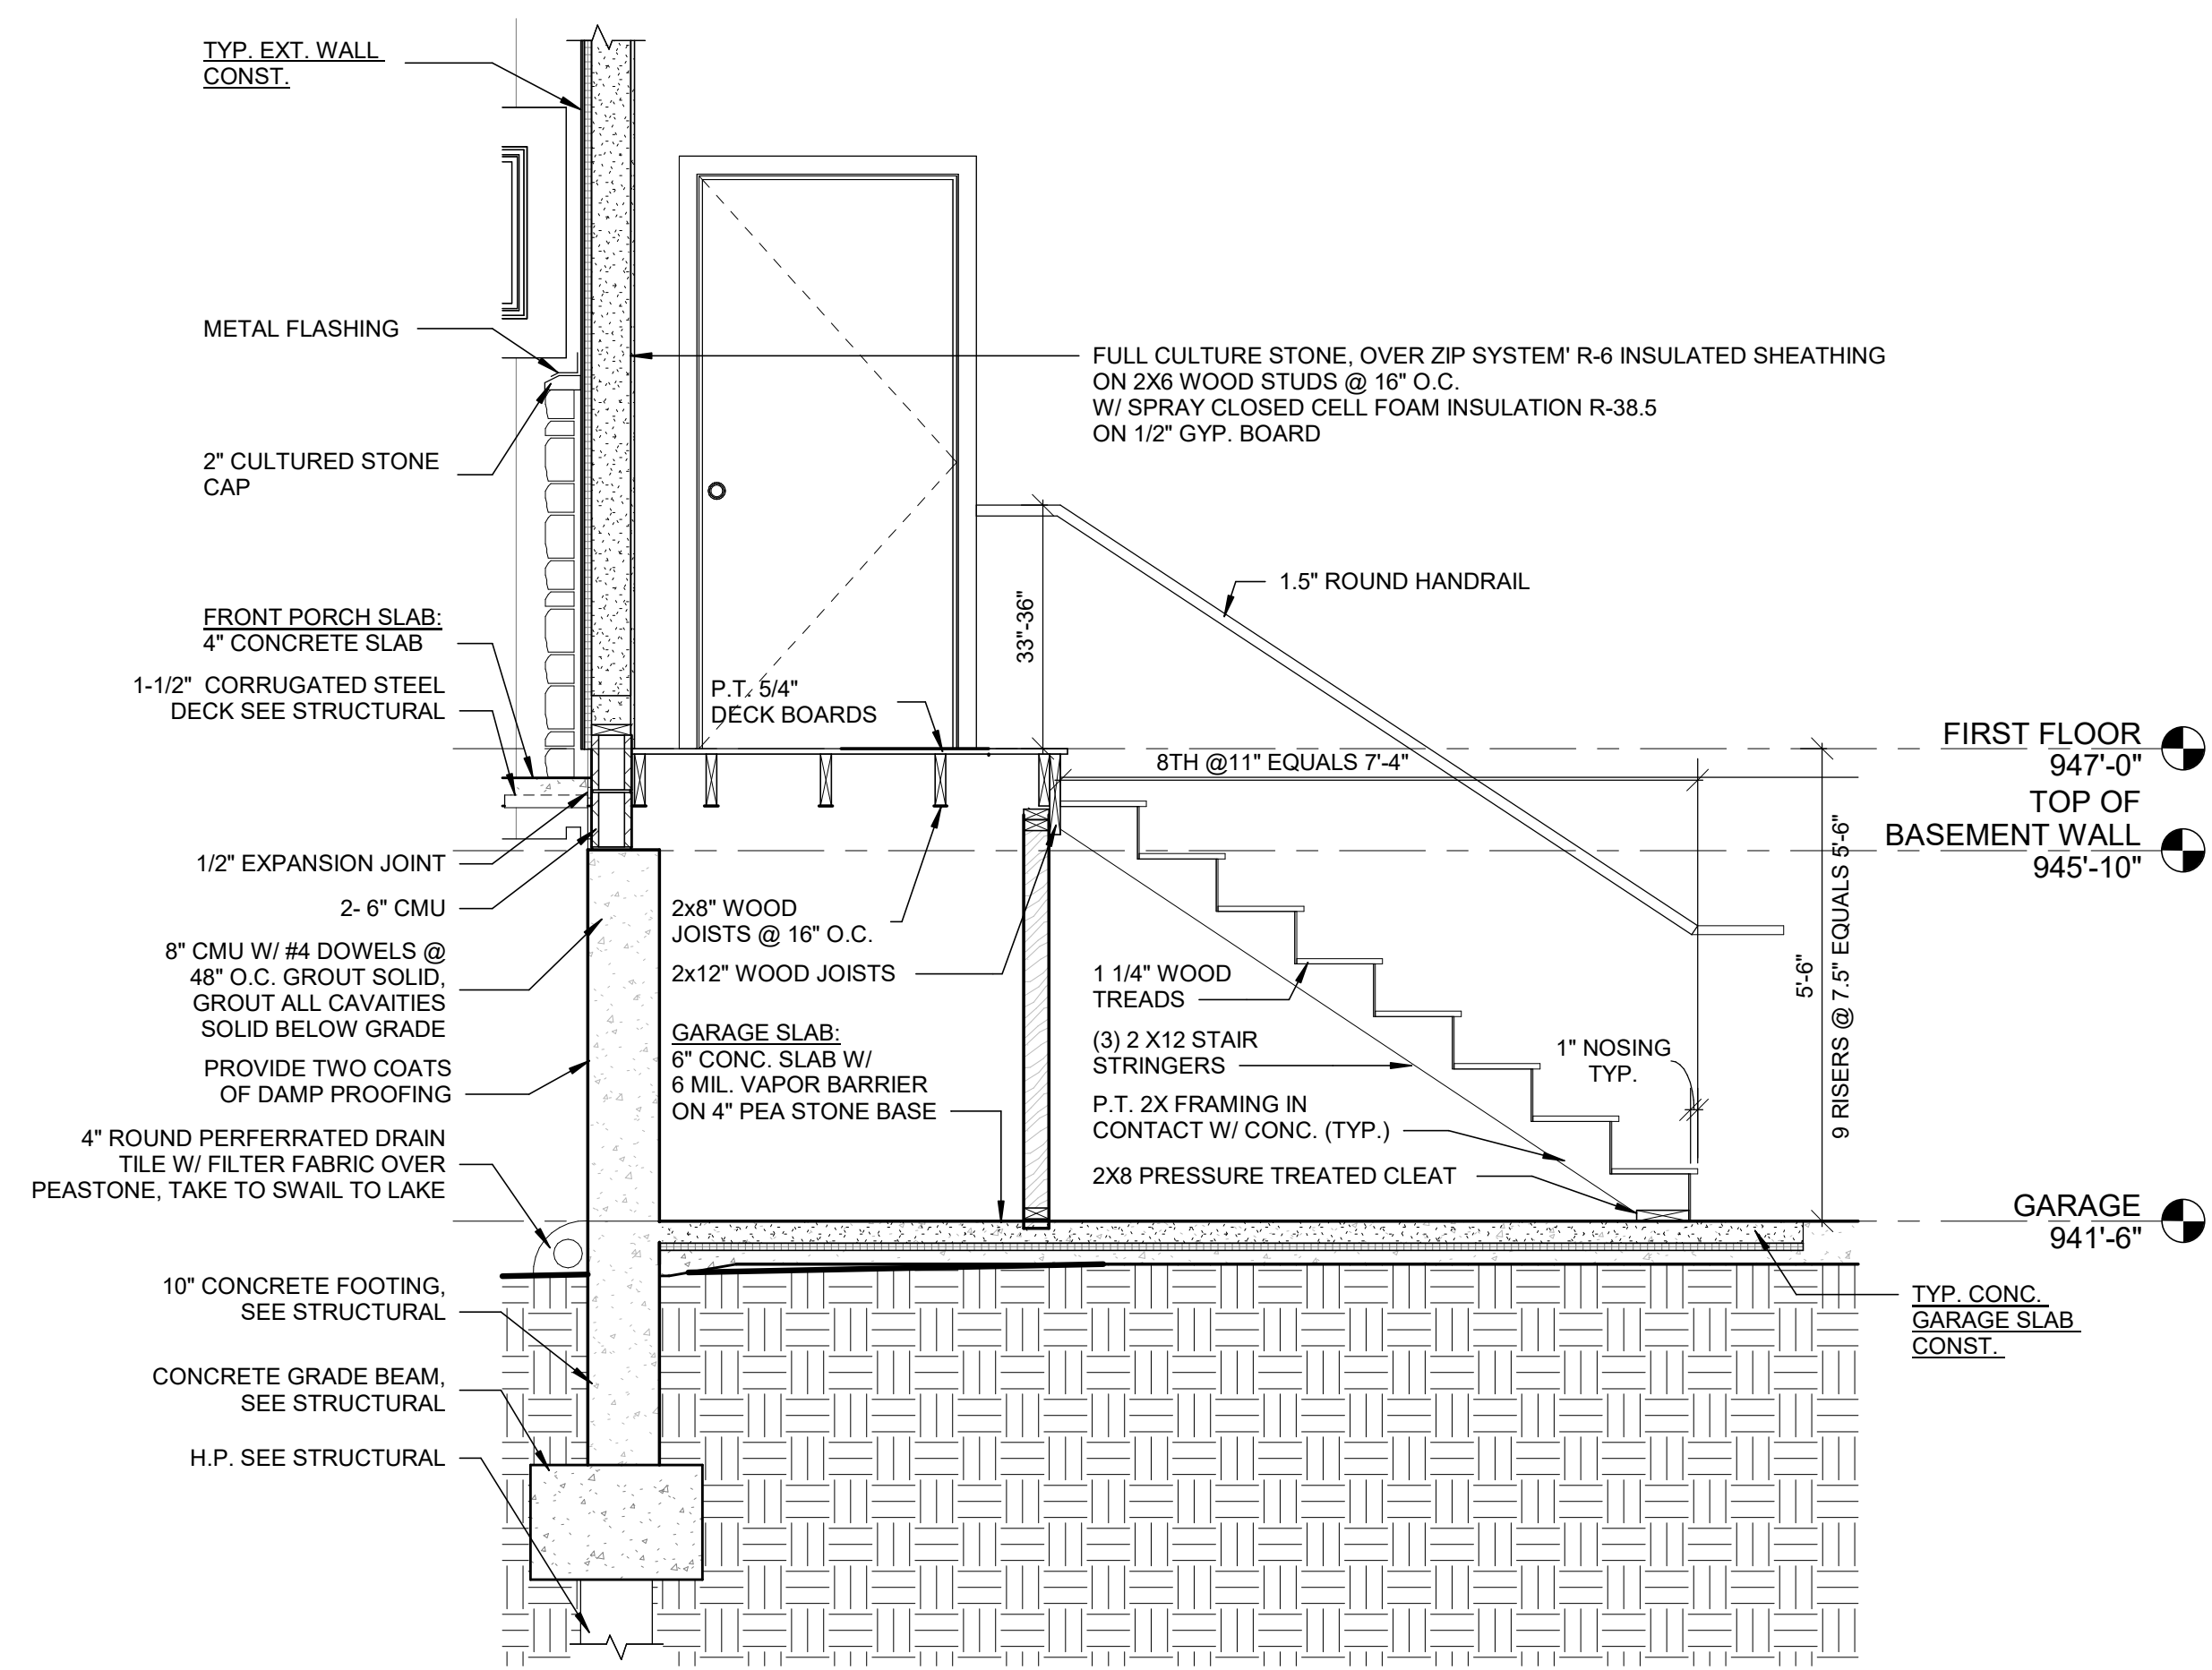 TYP. EXT. WALL
CONST.
METAL FLASHING
2" CULTURED STONE
CAP
FRONT PORCH SLAB:
4" CONCRETE SLAB
1-1/2" CORRUGATED STEEL
DECK SEE STRUCTURAL
1/2" EXPANSION JOINT
2- 6" CMU
8" CMU W/ #4 DOWELS @
48" O.C. GROUT SOLID,
GROUT ALL CAVAITIES
SOLID BELOW GRADE
PROVIDE TWO COATS
OF DAMP PROOFING
4" ROUND PERFERRATED DRAIN
TILE W/ FILTER FABRIC OVER
PEASTONE, TAKE TO SWAIL TO LAKE
10" CONCRETE FOOTING,
SEE STRUCTURAL
CONCRETE GRADE BEAM,
SEE STRUCTURAL
H.P. SEE STRUCTURAL
FULL CULTURE STONE, OVER ZIP SYSTEM' R-6 INSULATED SHEATHING
ON 2X6 WOOD STUDS @ 16" O.C.
W/ SPRAY CLOSED CELL FOAM INSULATION R-38.5
ON 1/2" GYP. BOARD
1.5" ROUND HANDRAIL
33"-36"
P.T. 5/4"
DECK BOARDS
8TH @11" EQUALS 7'-4"
2x8" WOOD
JOISTS @ 16" O.C.
2x12" WOOD JOISTS
GARAGE SLAB:
6" CONC. SLAB W/
6 MIL. VAPOR BARRIER
ON 4" PEA STONE BASE
1 1/4" WOOD
TREADS
(3) 2 X12 STAIR
STRINGERS
P.T. 2X FRAMING IN
CONTACT W/ CONC. (TYP.)
2X8 PRESSURE TREATED CLEAT
1" NOSING
TYP.
5'-6"
9 RISERS @ 7.5" EQUALS 5'-6"
FIRST FLOOR
947'-0"
TOP OF
BASEMENT WALL
945'-10"
GARAGE
941'-6"
TYP. CONC.
GARAGE SLAB
CONST.